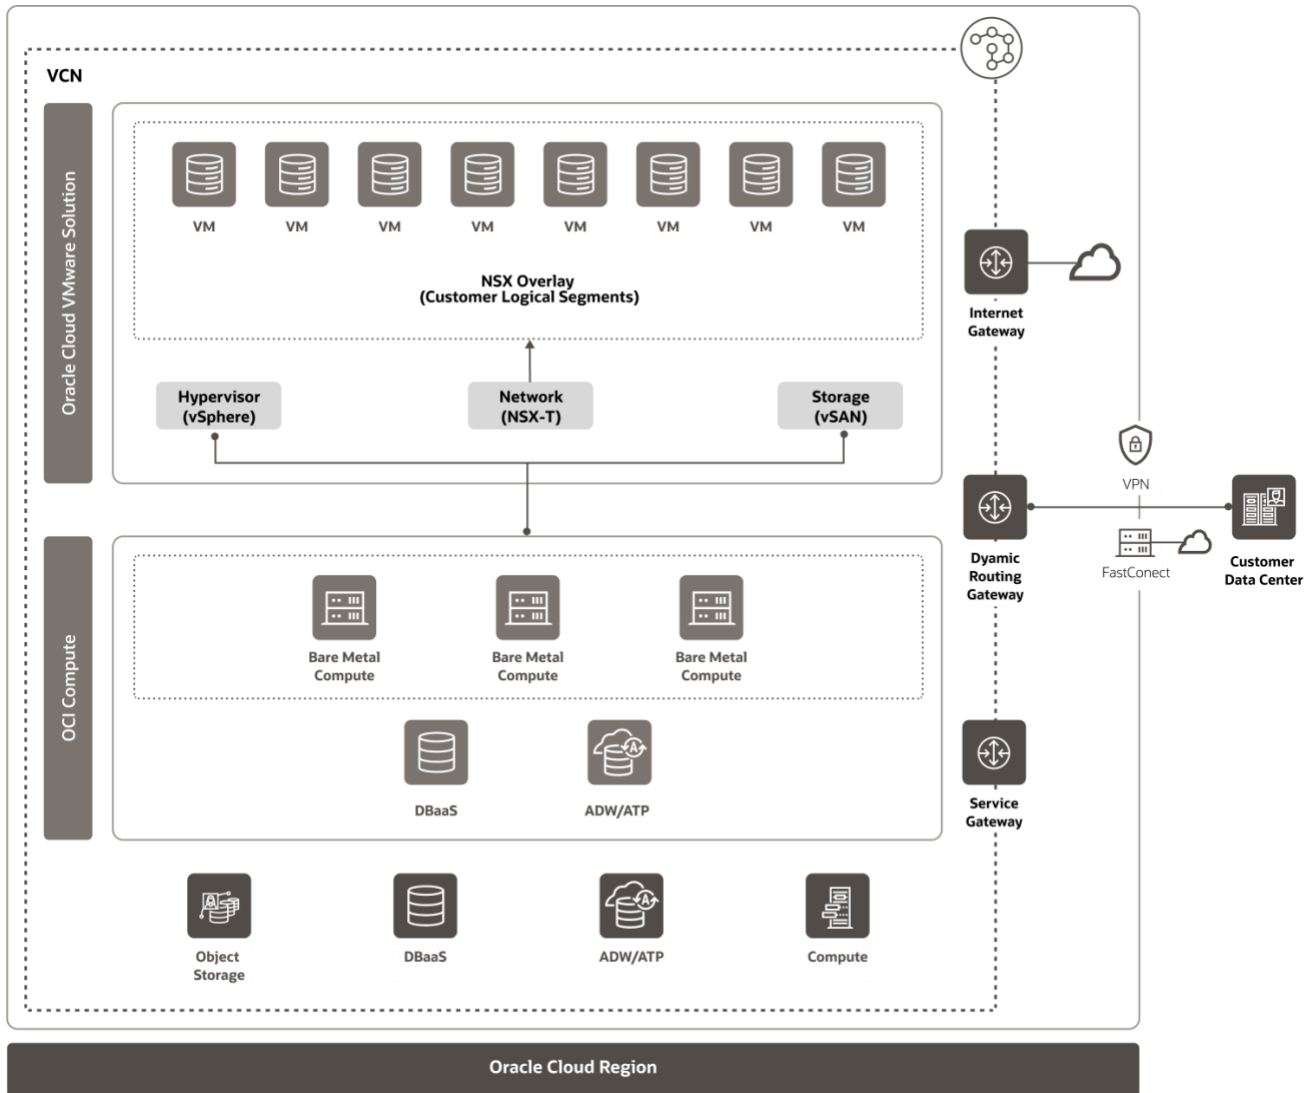 VCN
Oracle Cloud VMware Solution
VM
VM
VM
VM
VM
VM
VM
VM
NSX Overlay
(Customer Logical Segments)
Hypervisor
(vSphere)
Network
(NSX-T)
Storage
(vSAN)
Internet
Gateway
VPN
Dyamic
Routing
Gateway
FastConect
Customer
Data Center
OCI Compute
Bare Metal
Compute
Bare Metal
Compute
Bare Metal
Compute
DBaaS
ADW/ATP
Service
Gateway
Object
Storage
DBaaS
ADW/ATP
Compute
Oracle Cloud Region